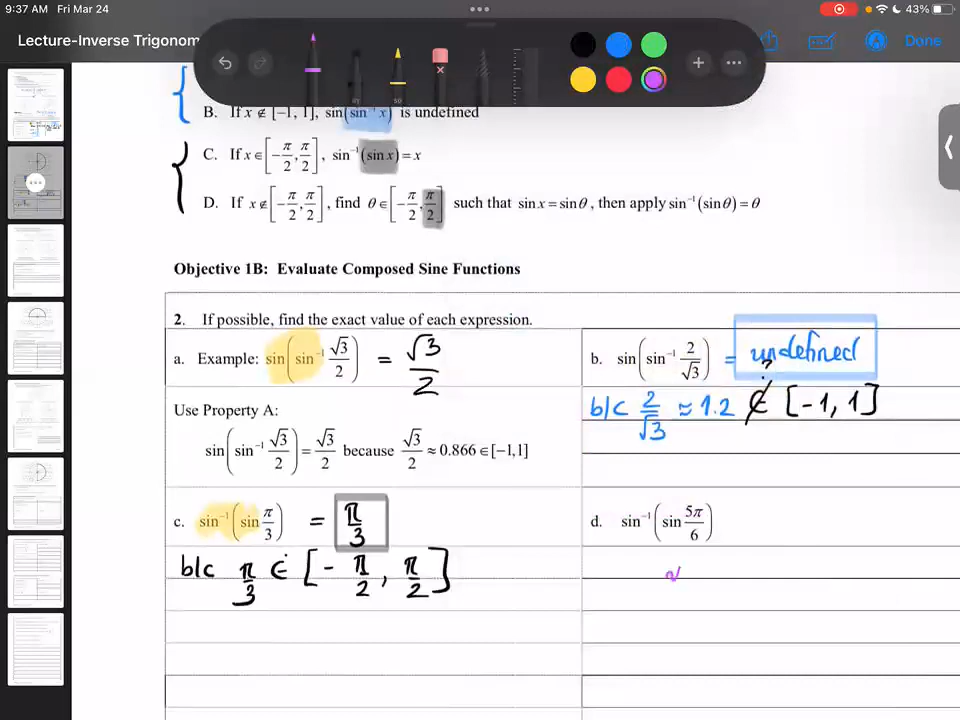 9:37 AM Fri Mar 24
43%
Lecture-Inverse Trigonom
Done
B. If x ∉ [−1, 1], sin(sin⁻¹ x) is undefined
C. If x ∈ [−π/2, π/2], sin⁻¹(sin x) = x
D. If x ∉ [−π/2, π/2], find θ ∈ [−π/2, π/2] such that sin x = sin θ, then apply sin⁻¹(sin θ) = θ
Objective 1B: Evaluate Composed Sine Functions
2. If possible, find the exact value of each expression.
a. Example: sin(sin⁻¹ √3/2) = √3/2
b. sin(sin⁻¹ 2/√3) = undefined
b/c 2/√3 ≈ 1.2 ∉ [-1, 1]
Use Property A:
sin(sin⁻¹ √3/2) = √3/2 because √3/2 ≈ 0.866 ∈ [−1,1]
c. sin⁻¹(sin π/3) = π/3
b/c π/3 ∈ [- π/2, π/2]
d. sin⁻¹(sin 5π/6)